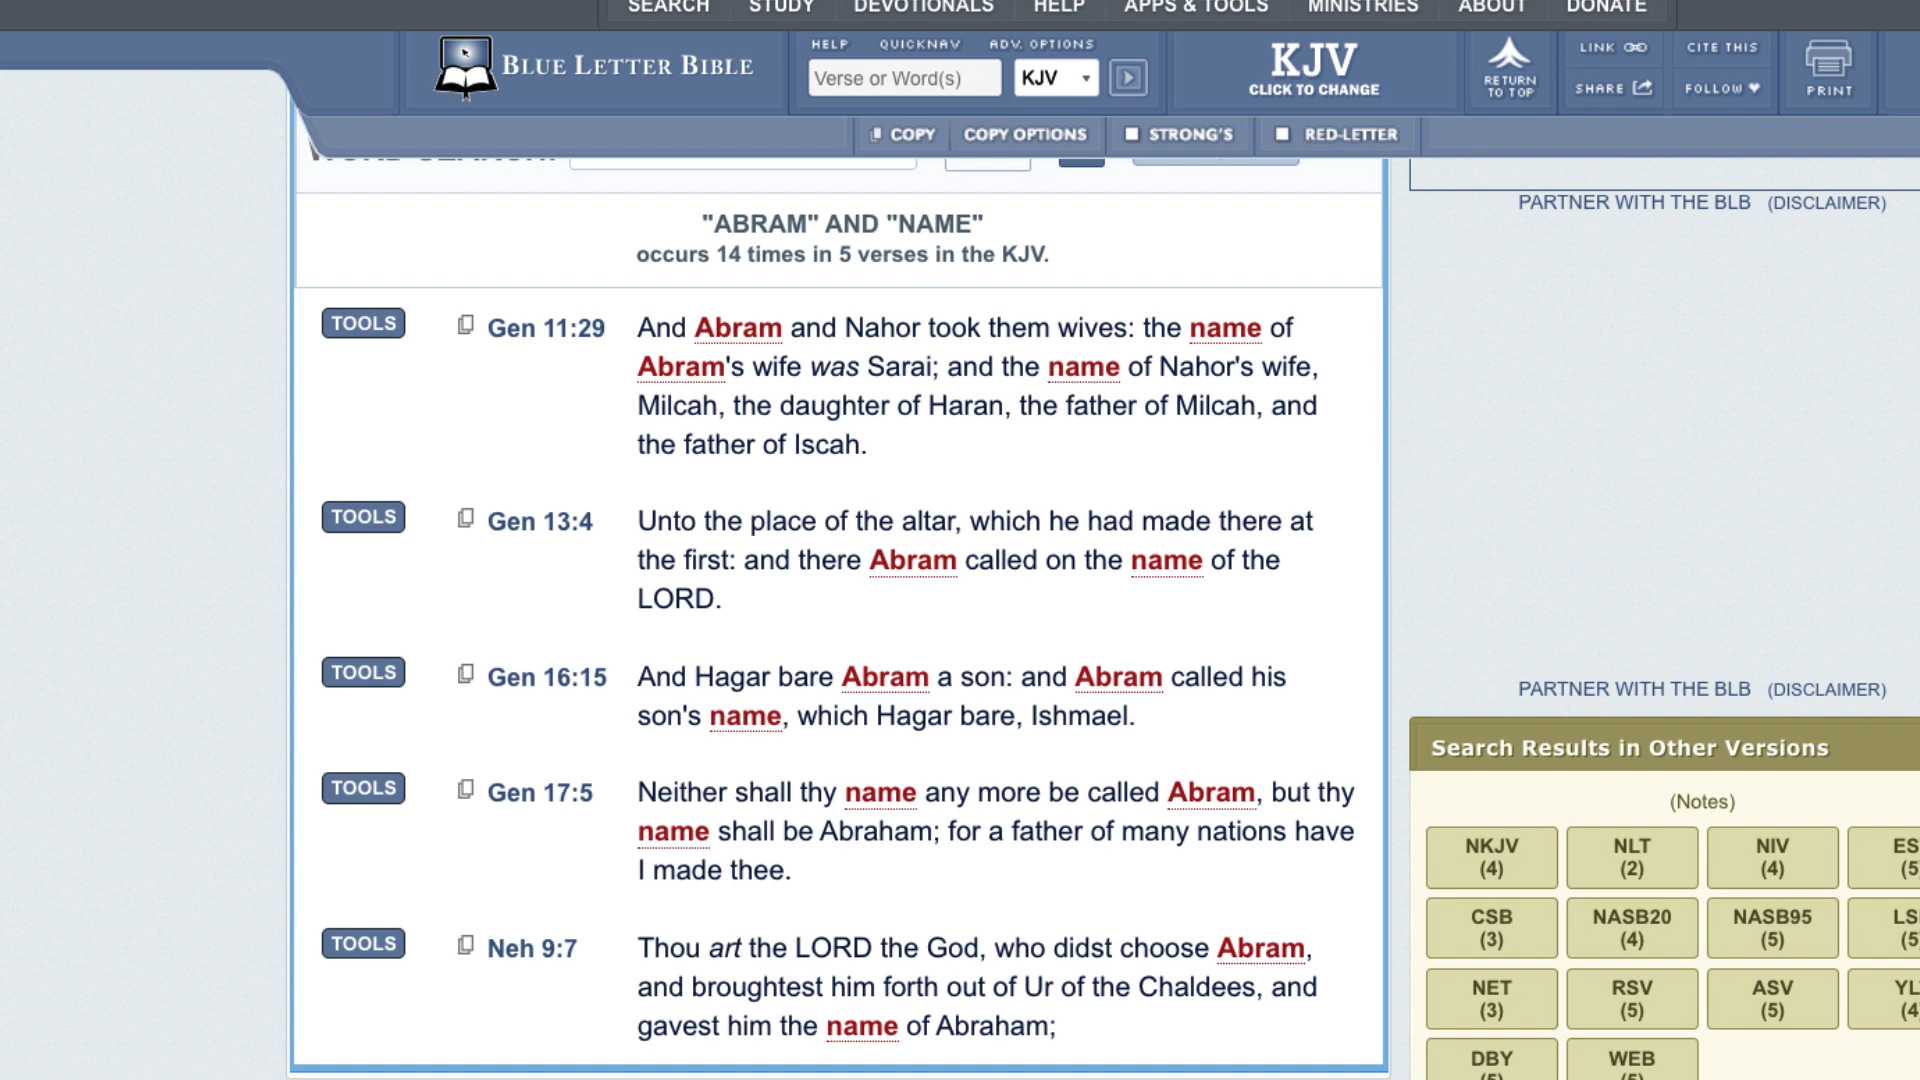 SEARCH STUDY DEVOTIONALS HELP APPS & TOOLS MINISTRIES ABOUT DONATE
BLUE LETTER BIBLE
HELP QUICKNAV ADV. OPTIONS
Verse or Word(s) KJV
KJV
CLICK TO CHANGE
RETURN
TO TOP
LINK
SHARE
CITE THIS
FOLLOW
PRINT
COPY COPY OPTIONS STRONG'S RED-LETTER
"ABRAM" AND "NAME"
occurs 14 times in 5 verses in the KJV.
TOOLS Gen 11:29 And Abram and Nahor took them wives: the name of
Abram's wife was Sarai; and the name of Nahor's wife,
Milcah, the daughter of Haran, the father of Milcah, and
the father of Iscah.
TOOLS Gen 13:4 Unto the place of the altar, which he had made there at
the first: and there Abram called on the name of the
LORD.
TOOLS Gen 16:15 And Hagar bare Abram a son: and Abram called his
son's name, which Hagar bare, Ishmael.
TOOLS Gen 17:5 Neither shall thy name any more be called Abram, but thy
name shall be Abraham; for a father of many nations have
I made thee.
TOOLS Neh 9:7 Thou art the LORD the God, who didst choose Abram,
and broughtest him forth out of Ur of the Chaldees, and
gavest him the name of Abraham;
PARTNER WITH THE BLB (DISCLAIMER)
PARTNER WITH THE BLB (DISCLAIMER)
Search Results in Other Versions
(Notes)
NKJV NLT NIV ES
(4) (2) (4) (5
CSB NASB20 NASB95 LS
(3) (4) (5) (5
NET RSV ASV YL
(3) (5) (5) (4
DBY WEB